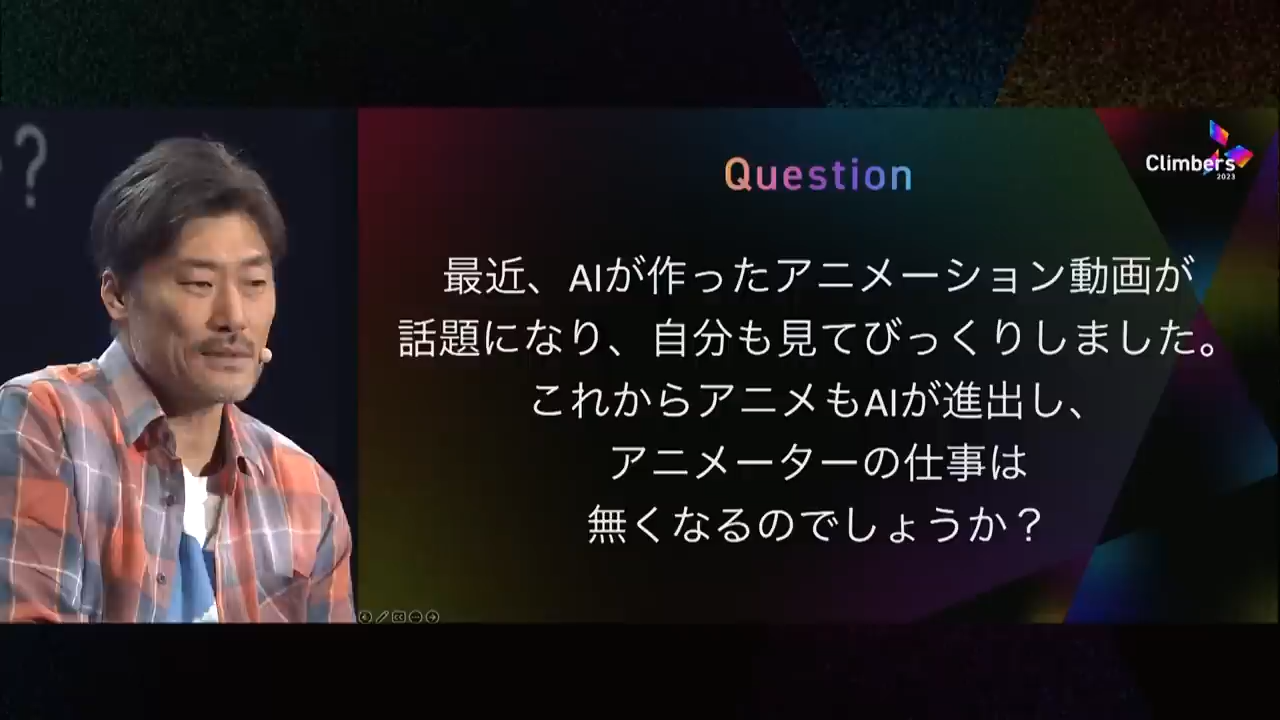 ?
Question
Climbers
2023
最近、AIが作ったアニメーション動画が
話題になり、自分も見てびっくりしました。
これからアニメもAIが進出し、
アニメーターの仕事は
無くなるのでしょうか？
CC